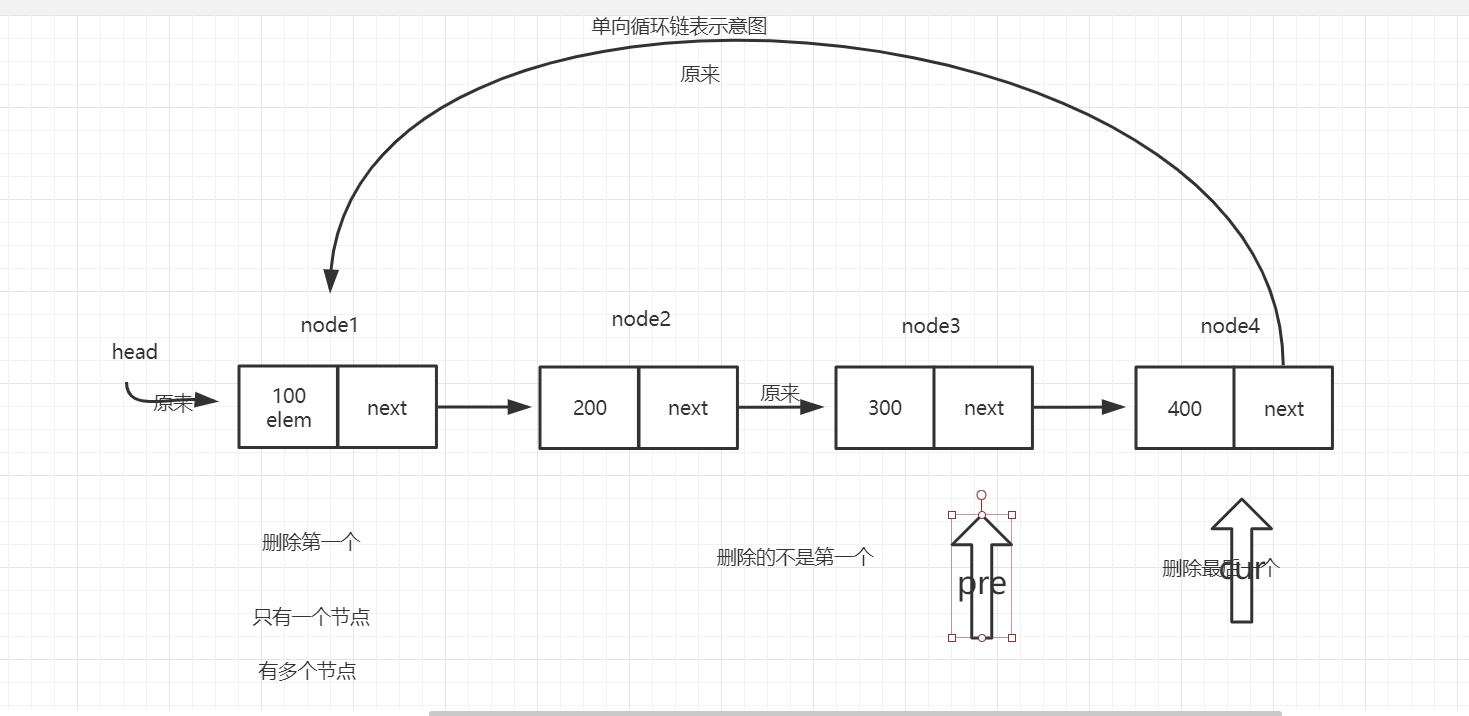 单向循环链表示意图
原来
node1
node2
node3
node4
head
原来
100
elem
next
200
next
原来
300
next
400
next
删除第一个
删除的不是第一个
pre
删除最后一个
cur
只有一个节点
有多个节点